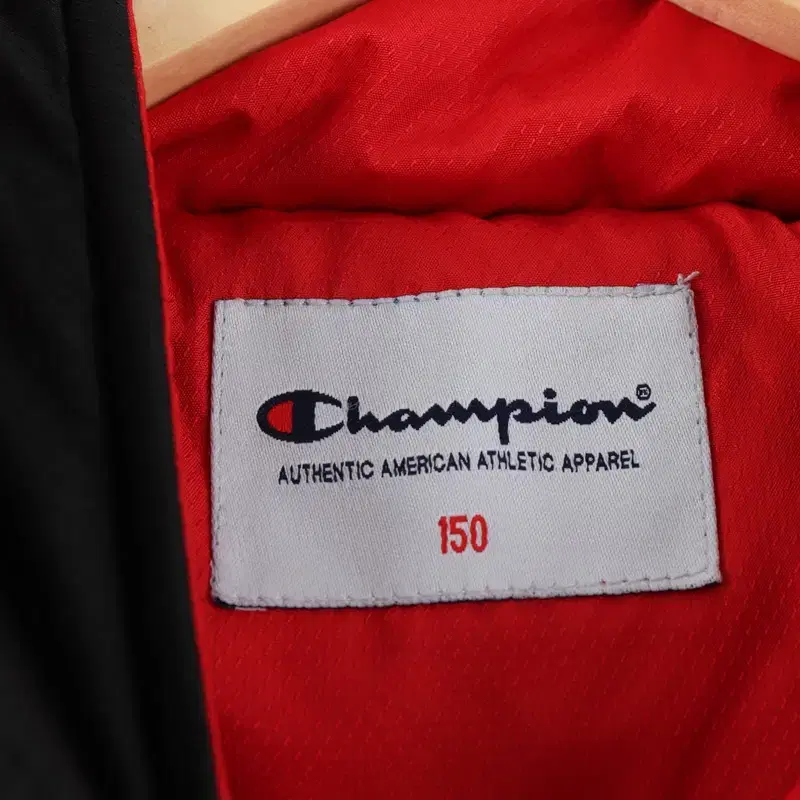 Champion®
AUTHENTIC AMERICAN ATHLETIC APPAREL
150